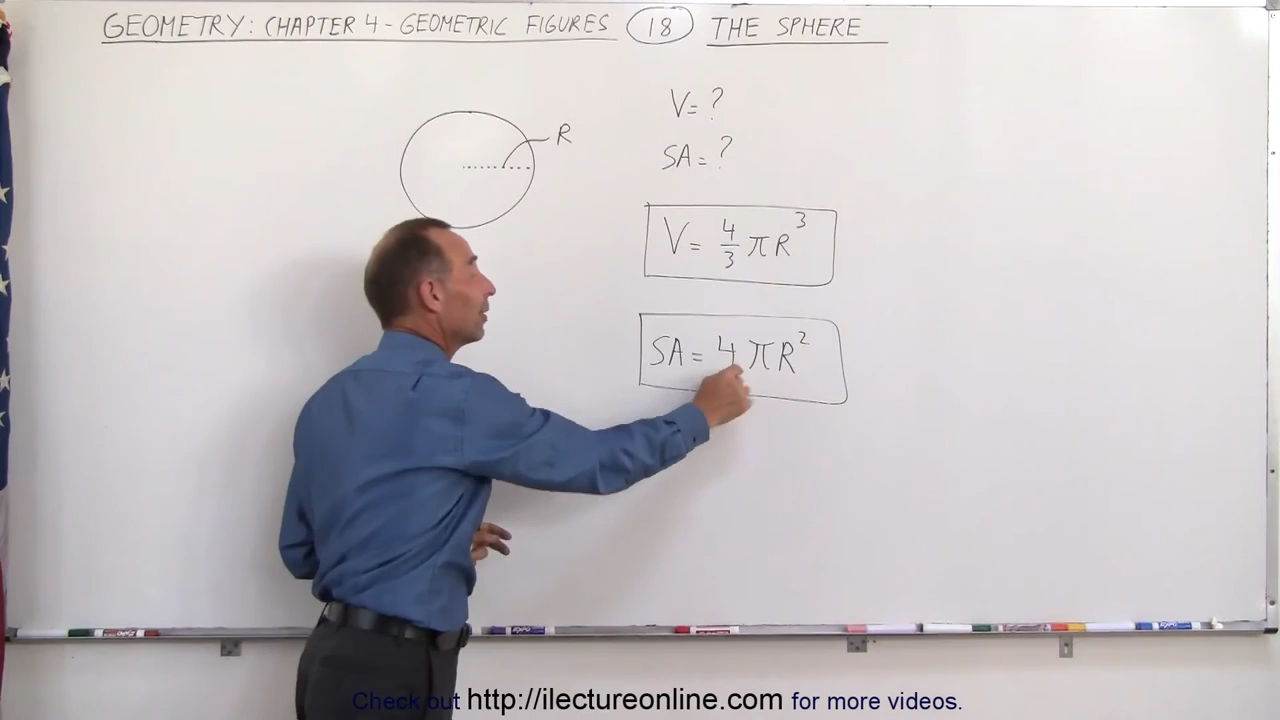 GEOMETRY: CHAPTER 4 - GEOMETRIC FIGURES 18 THE SPHERE
R
V = ?
SA = ?
V = 4/3 πR³
SA = 4πR²
Check out http://ilectureonline.com for more videos.